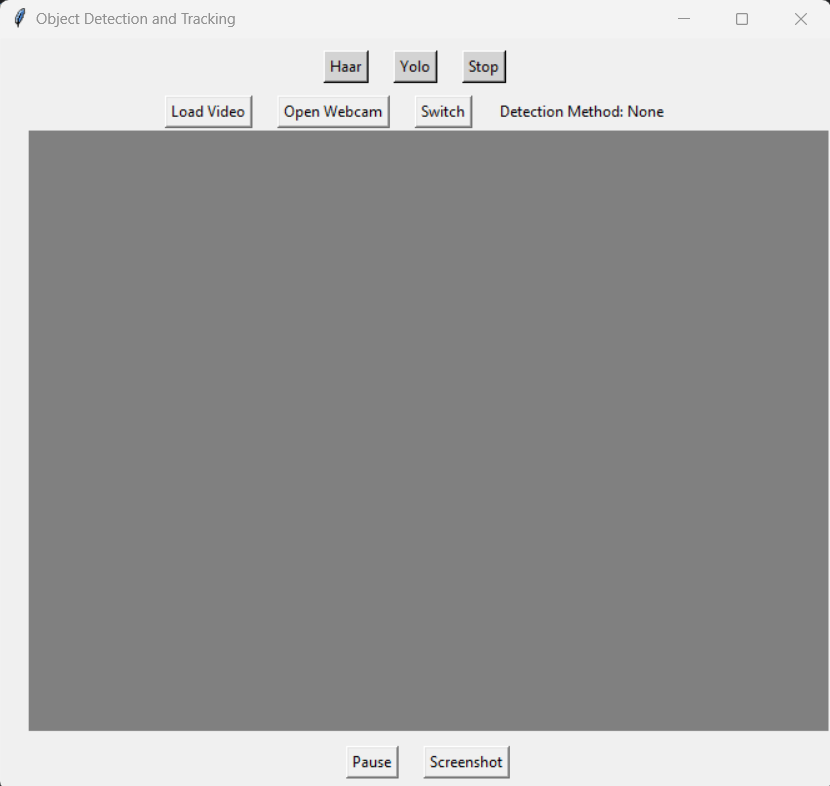 Object Detection and Tracking
Haar Yolo Stop
Load Video Open Webcam Switch Detection Method: None
Pause Screenshot